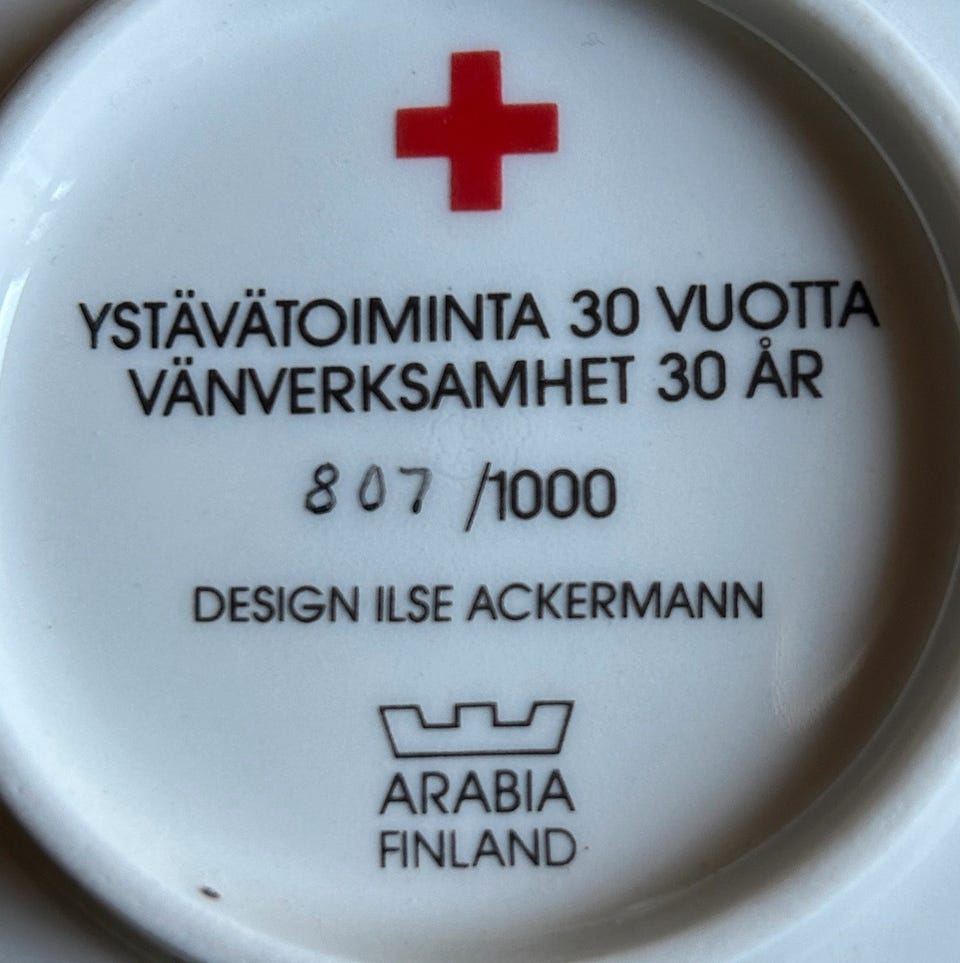 YSTÄVÄTOIMINTA 30 VUOTTA
VÄNVERKSAMHET 30 ÅR
807 /1000
DESIGN ILSE ACKERMANN
ARABIA
FINLAND